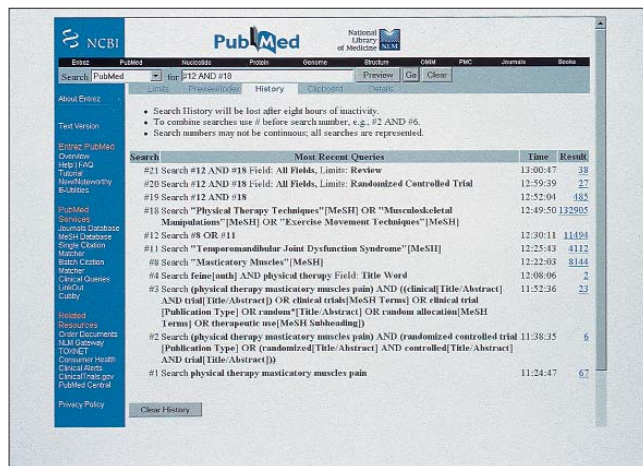 NCBI
PubMed
National Library of Medicine NLM
Entrez PubMed Nucleotide Protein Genome Structure OMIM PMC Journals Books
Search PubMed for #12 AND #18 Preview Go Clear
Limits Preview/Index History Clipboard Details
About Entrez
Text Version
Entrez PubMed
Overview
Help | FAQ
Tutorial
New/Noteworthy
E-Utilities
PubMed
Services
Journals Database
MeSH Database
Single Citation
Matcher
Batch Citation
Matcher
Clinical Queries
LinkOut
Cubby
Related
Resources
Order Documents
NLM Gateway
TOXNET
Consumer Health
Clinical Alerts
ClinicalTrials.gov
PubMed Central
Privacy Policy
• Search History will be lost after eight hours of inactivity.
• To combine searches use # before search number, e.g., #2 AND #6.
• Search numbers may not be continuous; all searches are represented.
Search Most Recent Queries Time Result
#21 Search #12 AND #18 Field: All Fields, Limits: Review 13:00:47 38
#20 Search #12 AND #18 Field: All Fields, Limits: Randomized Controlled Trial 12:59:39 27
#19 Search #12 AND #18 12:52:04 485
#18 Search "Physical Therapy Techniques"[MeSH] OR "Musculoskeletal 12:49:50 132905
Manipulations"[MeSH] OR "Exercise Movement Techniques"[MeSH]
#12 Search #8 OR #11 12:30:11 11494
#11 Search "Temporomandibular Joint Dysfunction Syndrome"[MeSH] 12:25:43 4112
#8 Search "Masticatory Muscles"[MeSH] 12:22:03 8144
#4 Search feine[auth] AND physical therapy Field: Title Word 12:08:06 2
#3 Search (physical therapy masticatory muscles pain) AND ((clinical[Title/Abstract] 11:52:36 23
AND trial[Title/Abstract]) OR clinical trials[MeSH Terms] OR clinical trial
[Publication Type] OR random*[Title/Abstract] OR random allocation[MeSH
Terms] OR therapeutic use[MeSH Subheading])
#2 Search (physical therapy masticatory muscles pain) AND (randomized controlled trial 11:38:35 6
[Publication Type] OR (randomized[Title/Abstract] AND controlled[Title/Abstract]
AND trial[Title/Abstract]))
#1 Search physical therapy masticatory muscles pain 11:24:47 67
Clear History